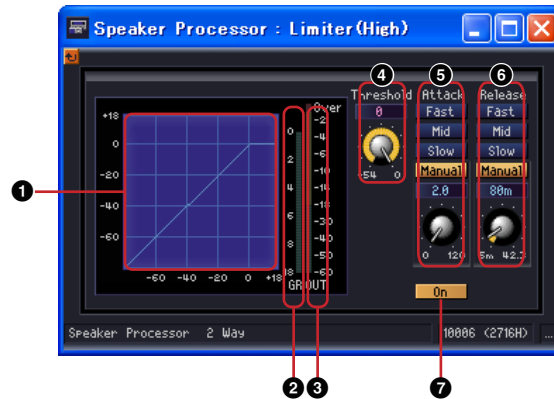 Speaker Processor : Limiter(High)
4 5 6
Threshold Attack Release
0 Fast Fast
Mid Mid
Slow Slow
Manual Manual
-54 0 2.0 80m
0 120 5m 42.3
On
+18
0
-20
-40
-60
-60 -40 -20 0 +18
0
2
4
6
8
GR OUT
Over
-2
-4
-6
-10
-18
-30
-50
-60
1
Speaker Processor 2 Way 10006 (2716H) ...
2 3 7